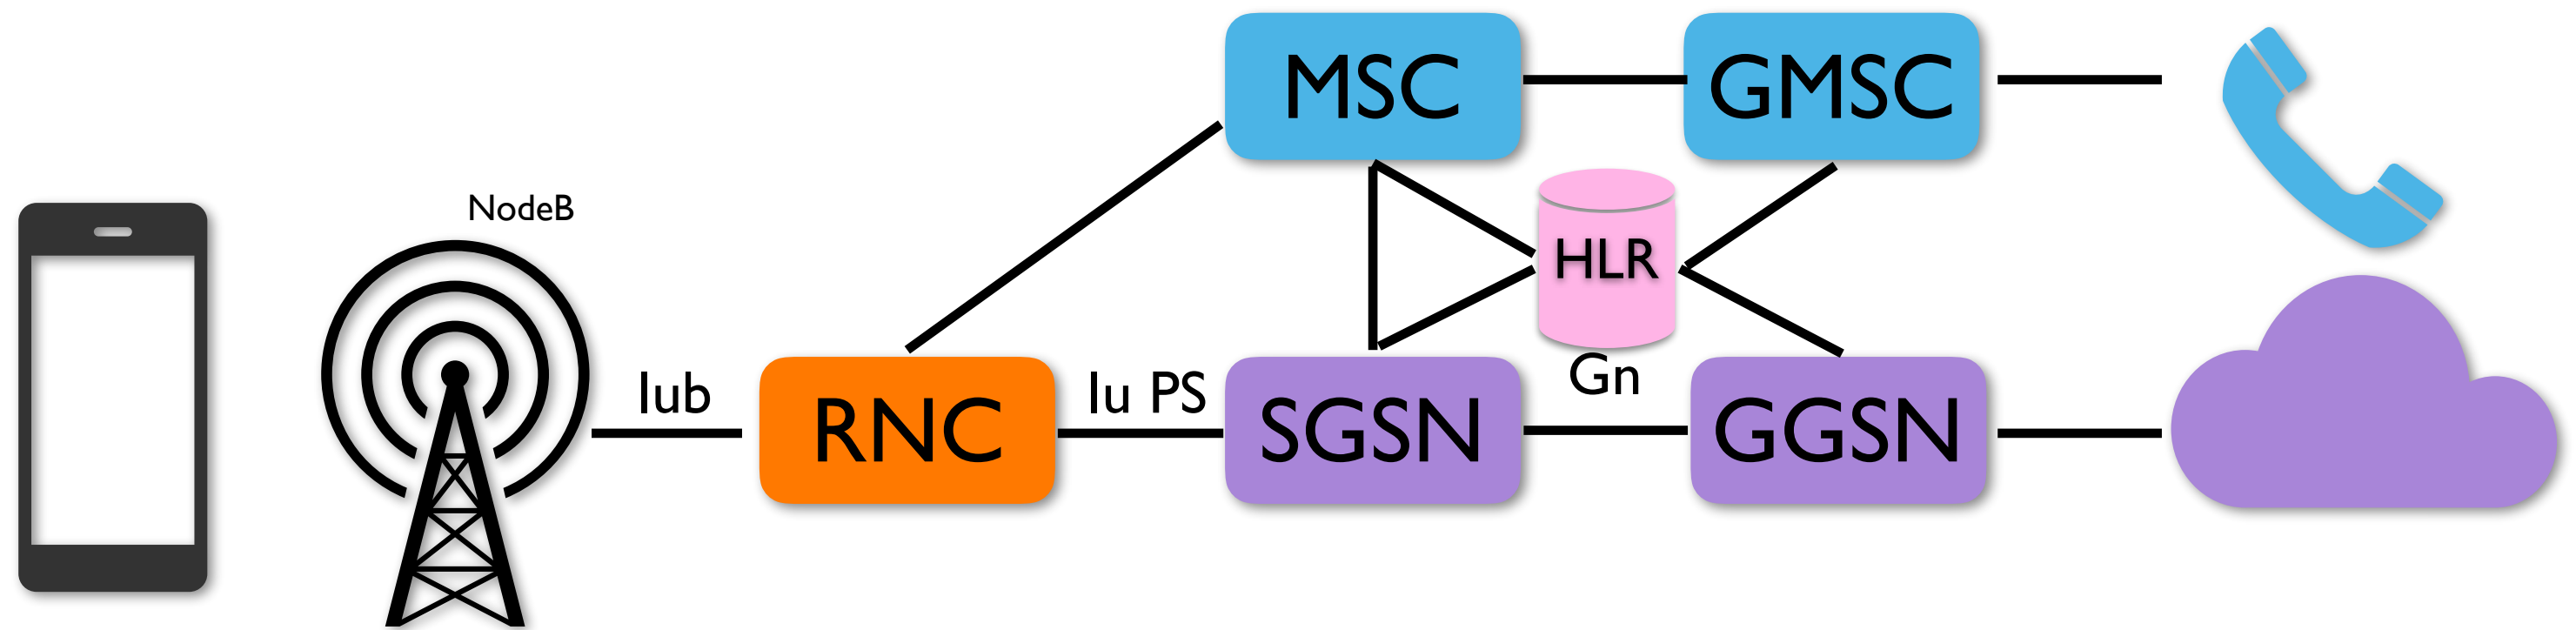 MSC
GMSC
NodeB
HLR
Iub
Iu PS
Gn
RNC
SGSN
GGSN